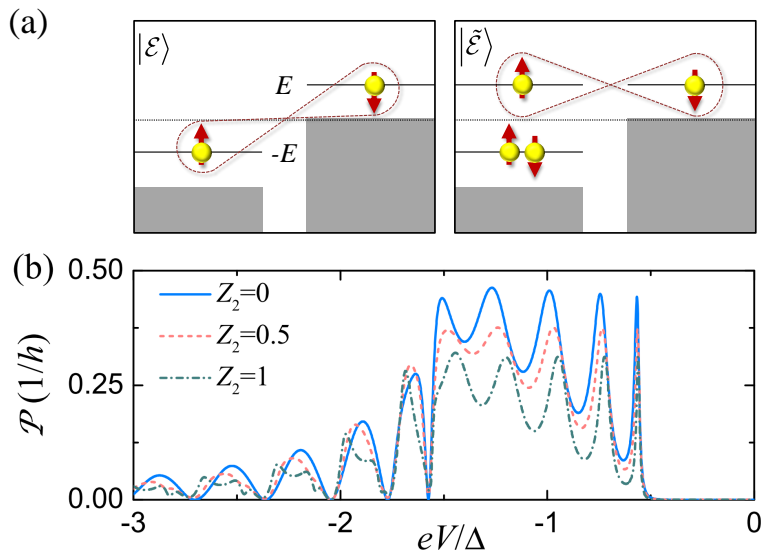 (a)
|ℰ⟩
E
-E
|ℰ̃⟩
(b)
𝒫 (1/h)
0.50
0.25
0.00
Z₂=0
Z₂=0.5
Z₂=1
-3 -2 -1 0
eV/Δ